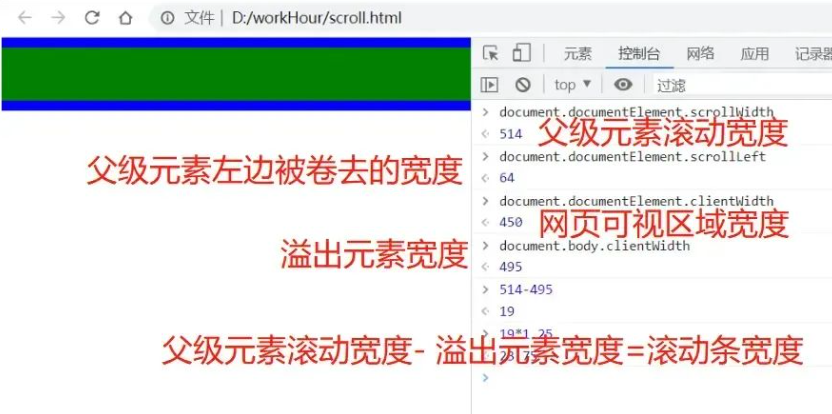 文件 | D:/workHour/scroll.html
元素 控制台 网络 应用 记录器
top ▼ 过滤
document.documentElement.scrollWidth
父级元素滚动宽度
514
document.documentElement.scrollLeft
父级元素左边被卷去的宽度
64
document.documentElement.clientWidth
网页可视区域宽度
450
document.body.clientWidth
溢出元素宽度
495
514-495
19
19*1.25
父级元素滚动宽度- 溢出元素宽度=滚动条宽度
23.75